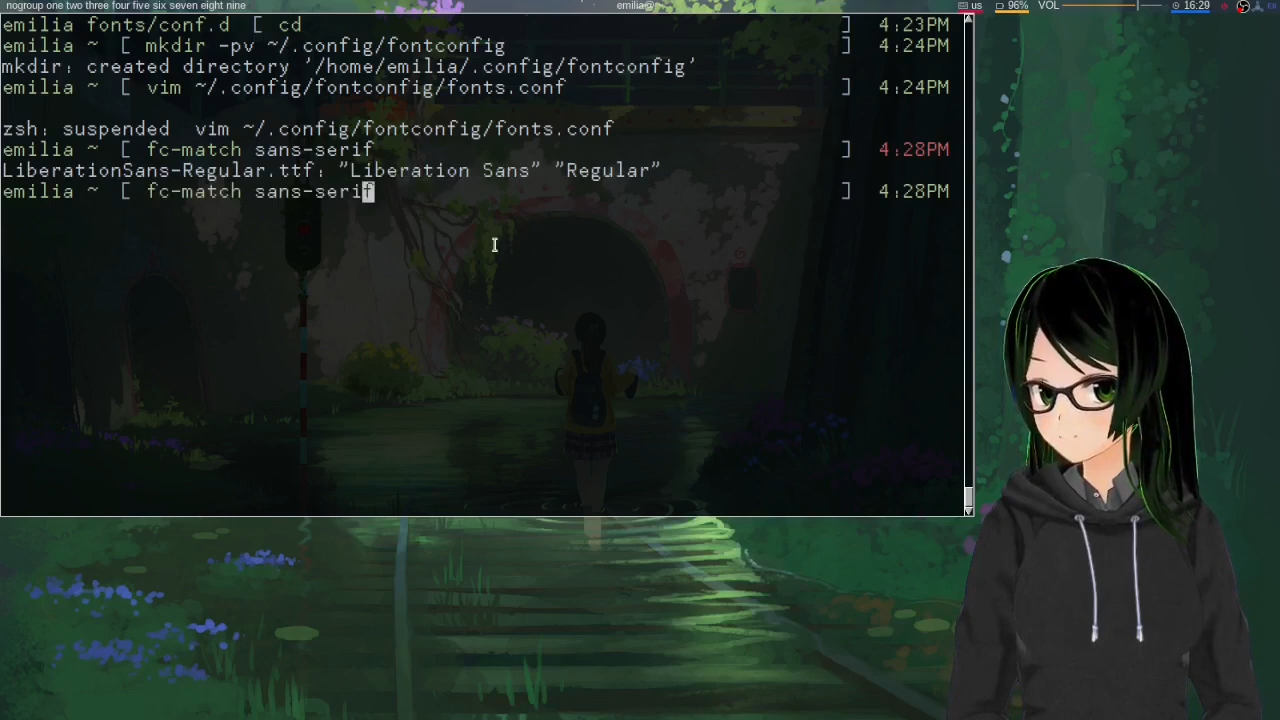 nogroup one two three four five six seven eight nine emilia@ us 96% VOL 16:29
emilia fonts/conf.d [ cd ] 4:23PM
emilia ~ [ mkdir -pv ~/.config/fontconfig ] 4:24PM
mkdir: created directory '/home/emilia/.config/fontconfig'
emilia ~ [ vim ~/.config/fontconfig/fonts.conf ] 4:24PM
zsh: suspended vim ~/.config/fontconfig/fonts.conf
emilia ~ [ fc-match sans-serif ] 4:28PM
LiberationSans-Regular.ttf: "Liberation Sans" "Regular"
emilia ~ [ fc-match sans-serif ] 4:28PM